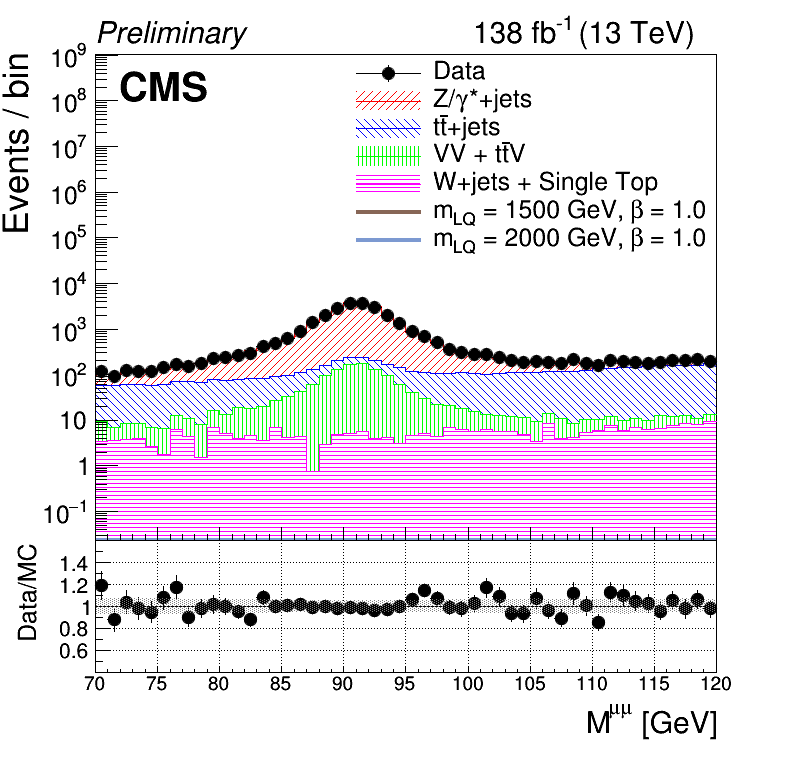 Preliminary 138 fb⁻¹ (13 TeV)
CMS
Data
Z/γ*+jets
tt̄+jets
VV + tt̄V
W+jets + Single Top
m_LQ = 1500 GeV, β = 1.0
m_LQ = 2000 GeV, β = 1.0
Events / bin
10⁹
10⁸
10⁷
10⁶
10⁵
10⁴
10³
10²
10
1
10⁻¹
Data/MC
1.4
1.2
1
0.8
0.6
70 75 80 85 90 95 100 105 110 115 120
M^μμ [GeV]